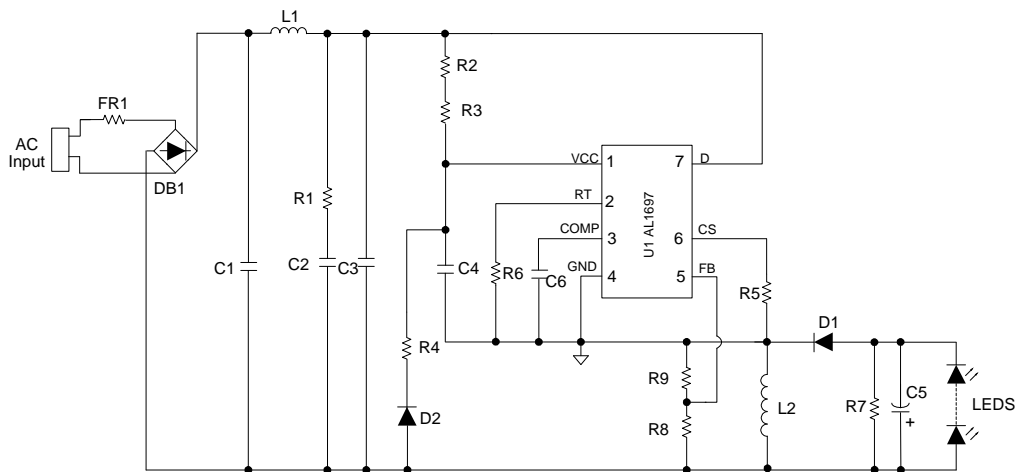 L1
R2
FR1
R3
AC
Input
DB1
VCC 1 7 D
RT 2
R1
COMP 3 6 CS
U1 AL1697
GND 4 5 FB
C1
C2
C3
C4
R6
C6
R5
D1
R4
R9
R7
C5
LEDS
D2
R8
L2
+